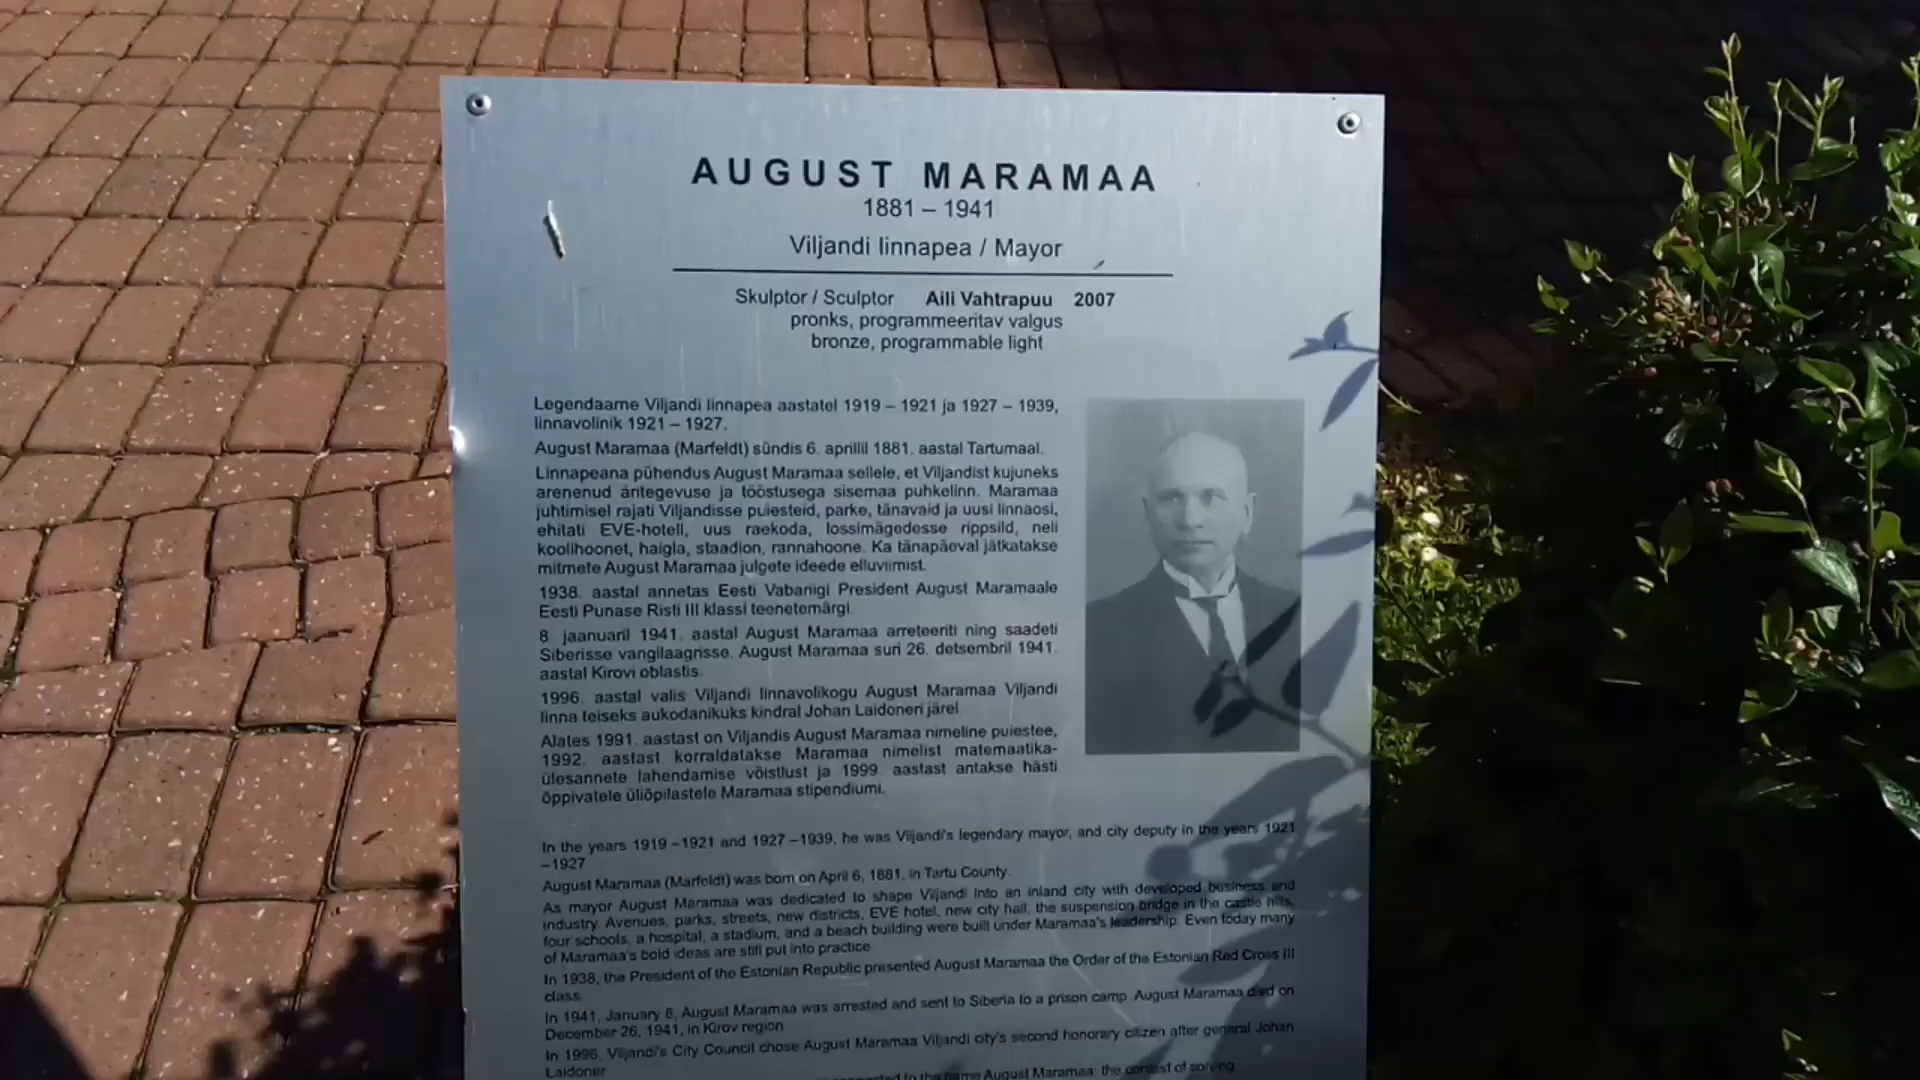 AUGUST MARAMAA
1881 – 1941
Viljandi linnapea / Mayor
Skulptor / Sculptor Aili Vahtrapuu 2007
pronks, programmeeritav valgus
bronze, programmable light
Legendaarne Viljandi linnapea aastatel 1919 – 1921 ja 1927 – 1939,
linnavolinik 1921 – 1927.
August Maramaa (Marfeldt) sündis 6. aprillil 1881. aastal Tartumaal.
Linnapeana pühendus August Maramaa sellele, et Viljandist kujuneks
arenenud äritegevuse ja tööstusega sisemaa puhkelinn. Maramaa
juhtimisel rajati Viljandisse puiesteid, parke, tänavaid ja uusi linnaosi,
ehitati EVE-hotell, uus raekoda, lossimägedesse rippsild, neli
koolihoonet, haigla, staadion, rannahoone. Ka tänapäeval jätkatakse
mitmete August Maramaa julgete ideede elluviimist.
1938. aastal annetas Eesti Vabariigi President August Maramaale
Eesti Punase Risti III klassi teenetemärgi.
8 jaanuaril 1941. aastal August Maramaa arreteeriti ning saadeti
Siberisse vangilaagrisse. August Maramaa suri 26. detsembril 1941.
aastal Kirovi oblastis.
1996. aastal valis Viljandi linnavolikogu August Maramaa Viljandi
linna teiseks aukodanikuks kindral Johan Laidoneri järel.
Alates 1991. aastast on Viljandis August Maramaa nimeline puiestee,
1992. aastast korraldatakse Maramaa nimelist matemaatika-
ülesannete lahendamise võistlust ja 1999. aastast antakse hästi
õppivatele üliõpilastele Maramaa stipendiumi.
In the years 1919 –1921 and 1927 –1939, he was Viljandi's legendary mayor, and city deputy in the years 1921
–1927
August Maramaa (Marfeldt) was born on April 6, 1881, in Tartu County.
As mayor August Maramaa was dedicated to shape Viljandi into an inland city with developed business and
industry. Avenues, parks, streets, new districts, EVE hotel, new city hall, the suspension bridge in the castle hills,
four schools, a hospital, a stadium, and a beach building were built under Maramaa's leadership. Even today many
of Maramaa's bold ideas are still put into practice
In 1938, the President of the Estonian Republic presented August Maramaa the Order of the Estonian Red Cross III
class.
In 1941, January 8, August Maramaa was arrested and sent to Siberia to a prison camp. August Maramaa died on
December 26, 1941, in Kirov region
In 1996, Viljandi's City Council chose August Maramaa Viljandi city's second honorary citizen after general Johan
Laidoner
to the name August Maramaa: the contest of solving